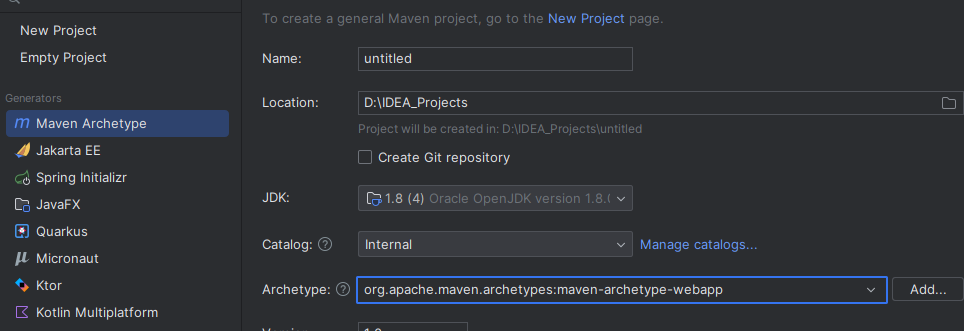 New Project
Empty Project
Generators
Maven Archetype
Jakarta EE
Spring Initializr
JavaFX
Quarkus
Micronaut
Ktor
Kotlin Multiplatform
To create a general Maven project, go to the New Project page.
Name: untitled
Location: D:\IDEA_Projects
Project will be created in: D:\IDEA_Projects\untitled
Create Git repository
JDK: 1.8 (4) Oracle OpenJDK version 1.8.
Catalog: Internal Manage catalogs...
Archetype: org.apache.maven.archetypes:maven-archetype-webapp Add...